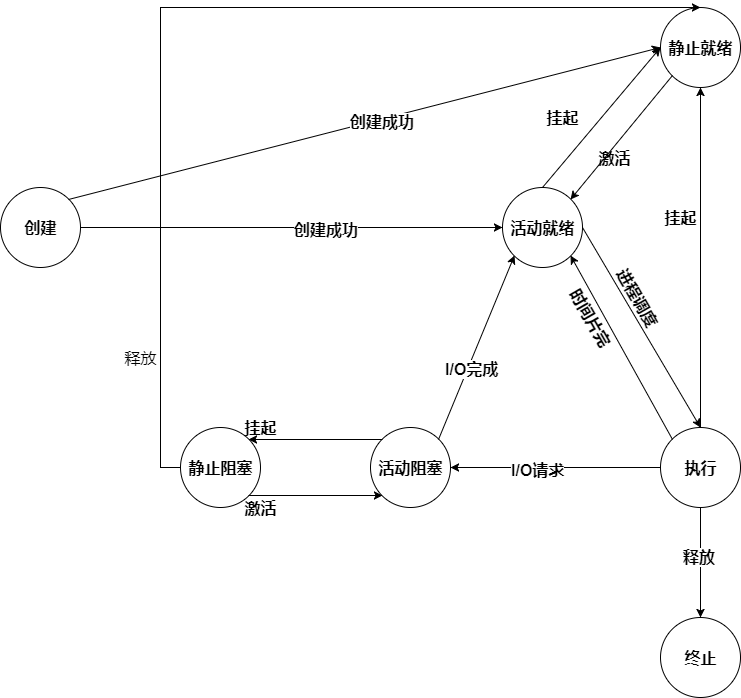 静止就绪
创建成功
挂起
激活
创建
创建成功
活动就绪
挂起
进程调度
时间片完
释放
I/O完成
挂起
静止阻塞
活动阻塞
I/O请求
执行
激活
释放
终止